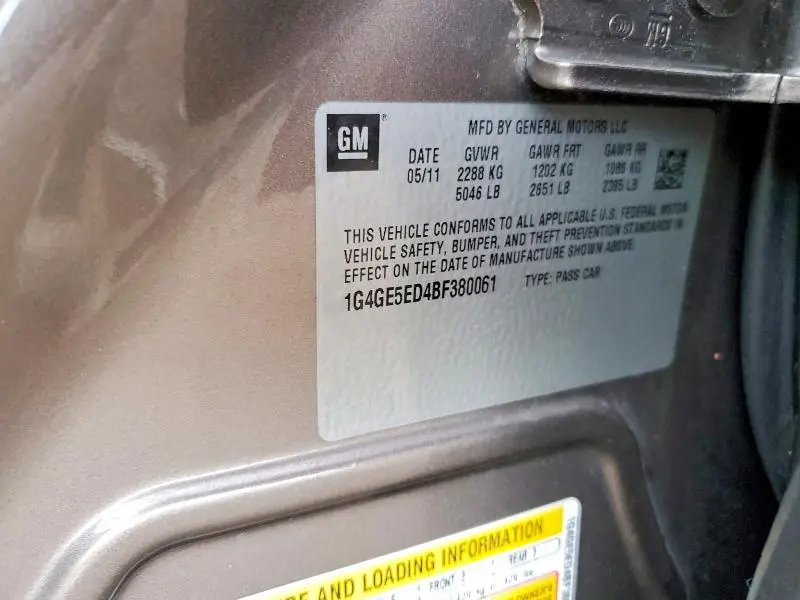 GM
MFD BY GENERAL MOTORS LLC
DATE GVWR GAWR FRT GAWR RR
05/11 2288 KG 1202 KG 1086 KG
5046 LB 2651 LB 2395 LB
THIS VEHICLE CONFORMS TO ALL APPLICABLE U.S. FEDERAL MOTOR
VEHICLE SAFETY, BUMPER, AND THEFT PREVENTION STANDARDS IN
EFFECT ON THE DATE OF MANUFACTURE SHOWN ABOVE.
1G4GE5ED4BF380061 TYPE: PASS CAR
AND LOADING INFORMATION
FRONT 2 REAR 3